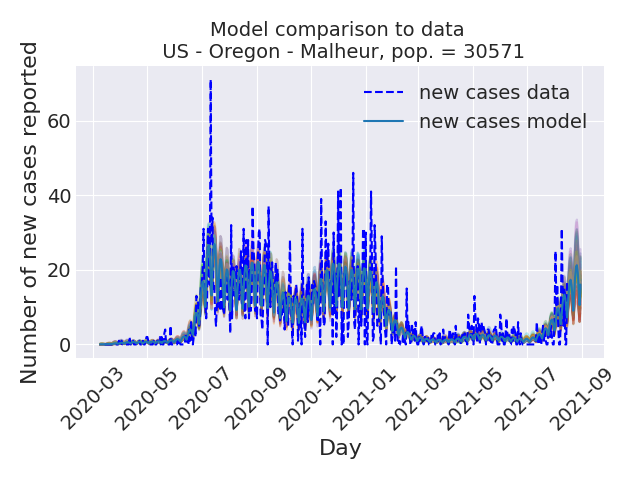 Model comparison to data
US - Oregon - Malheur, pop. = 30571
Number of new cases reported
new cases data
new cases model
60
40
20
0
2020-03
2020-05
2020-07
2020-09
2020-11
2021-01
2021-03
2021-05
2021-07
2021-09
Day